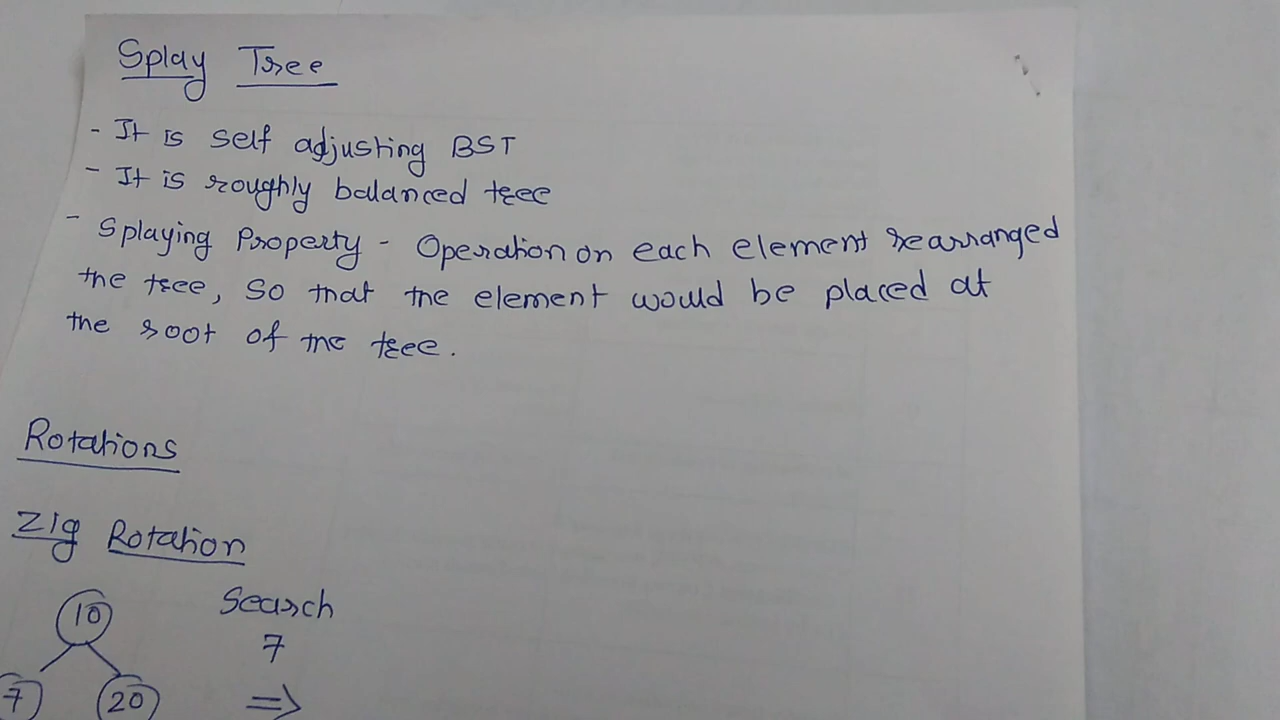 Splay Tree
- It is self adjusting BST
- It is roughly balanced tree
- Splaying Property - Operation on each element rearranged
the tree, so that the element would be placed at
the root of the tree.
Rotations
Zig Rotation
10 Search
7
7 20 =>